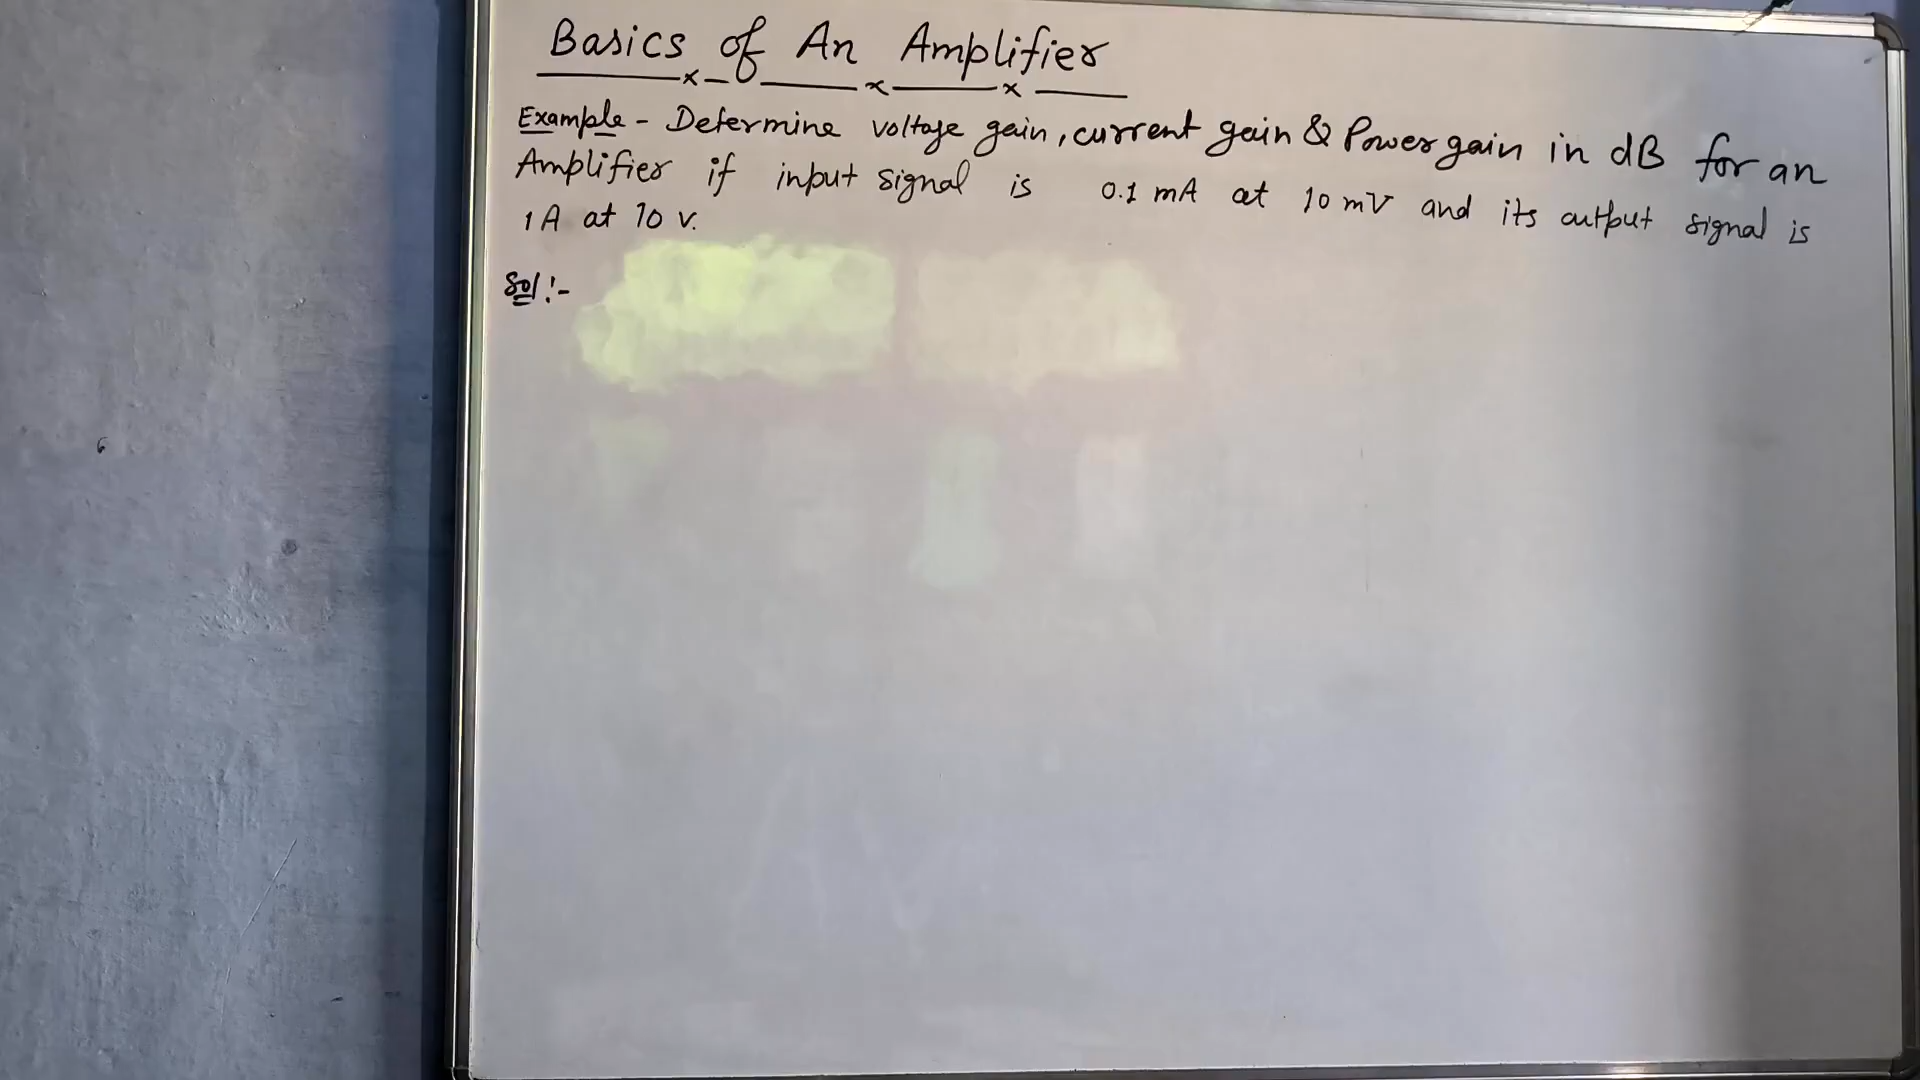 Basics of An Amplifier
Example - Determine voltage gain, current gain & Power gain in dB for an
Amplifier if input signal is 0.1 mA at 10 mV and its output signal is
1 A at 10 v.
Sol :-